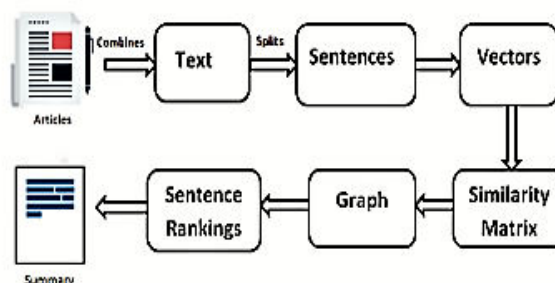 Combines
Text
Splits
Sentences
Vectors
Articles
Similarity
Matrix
Graph
Sentence
Rankings
Summary